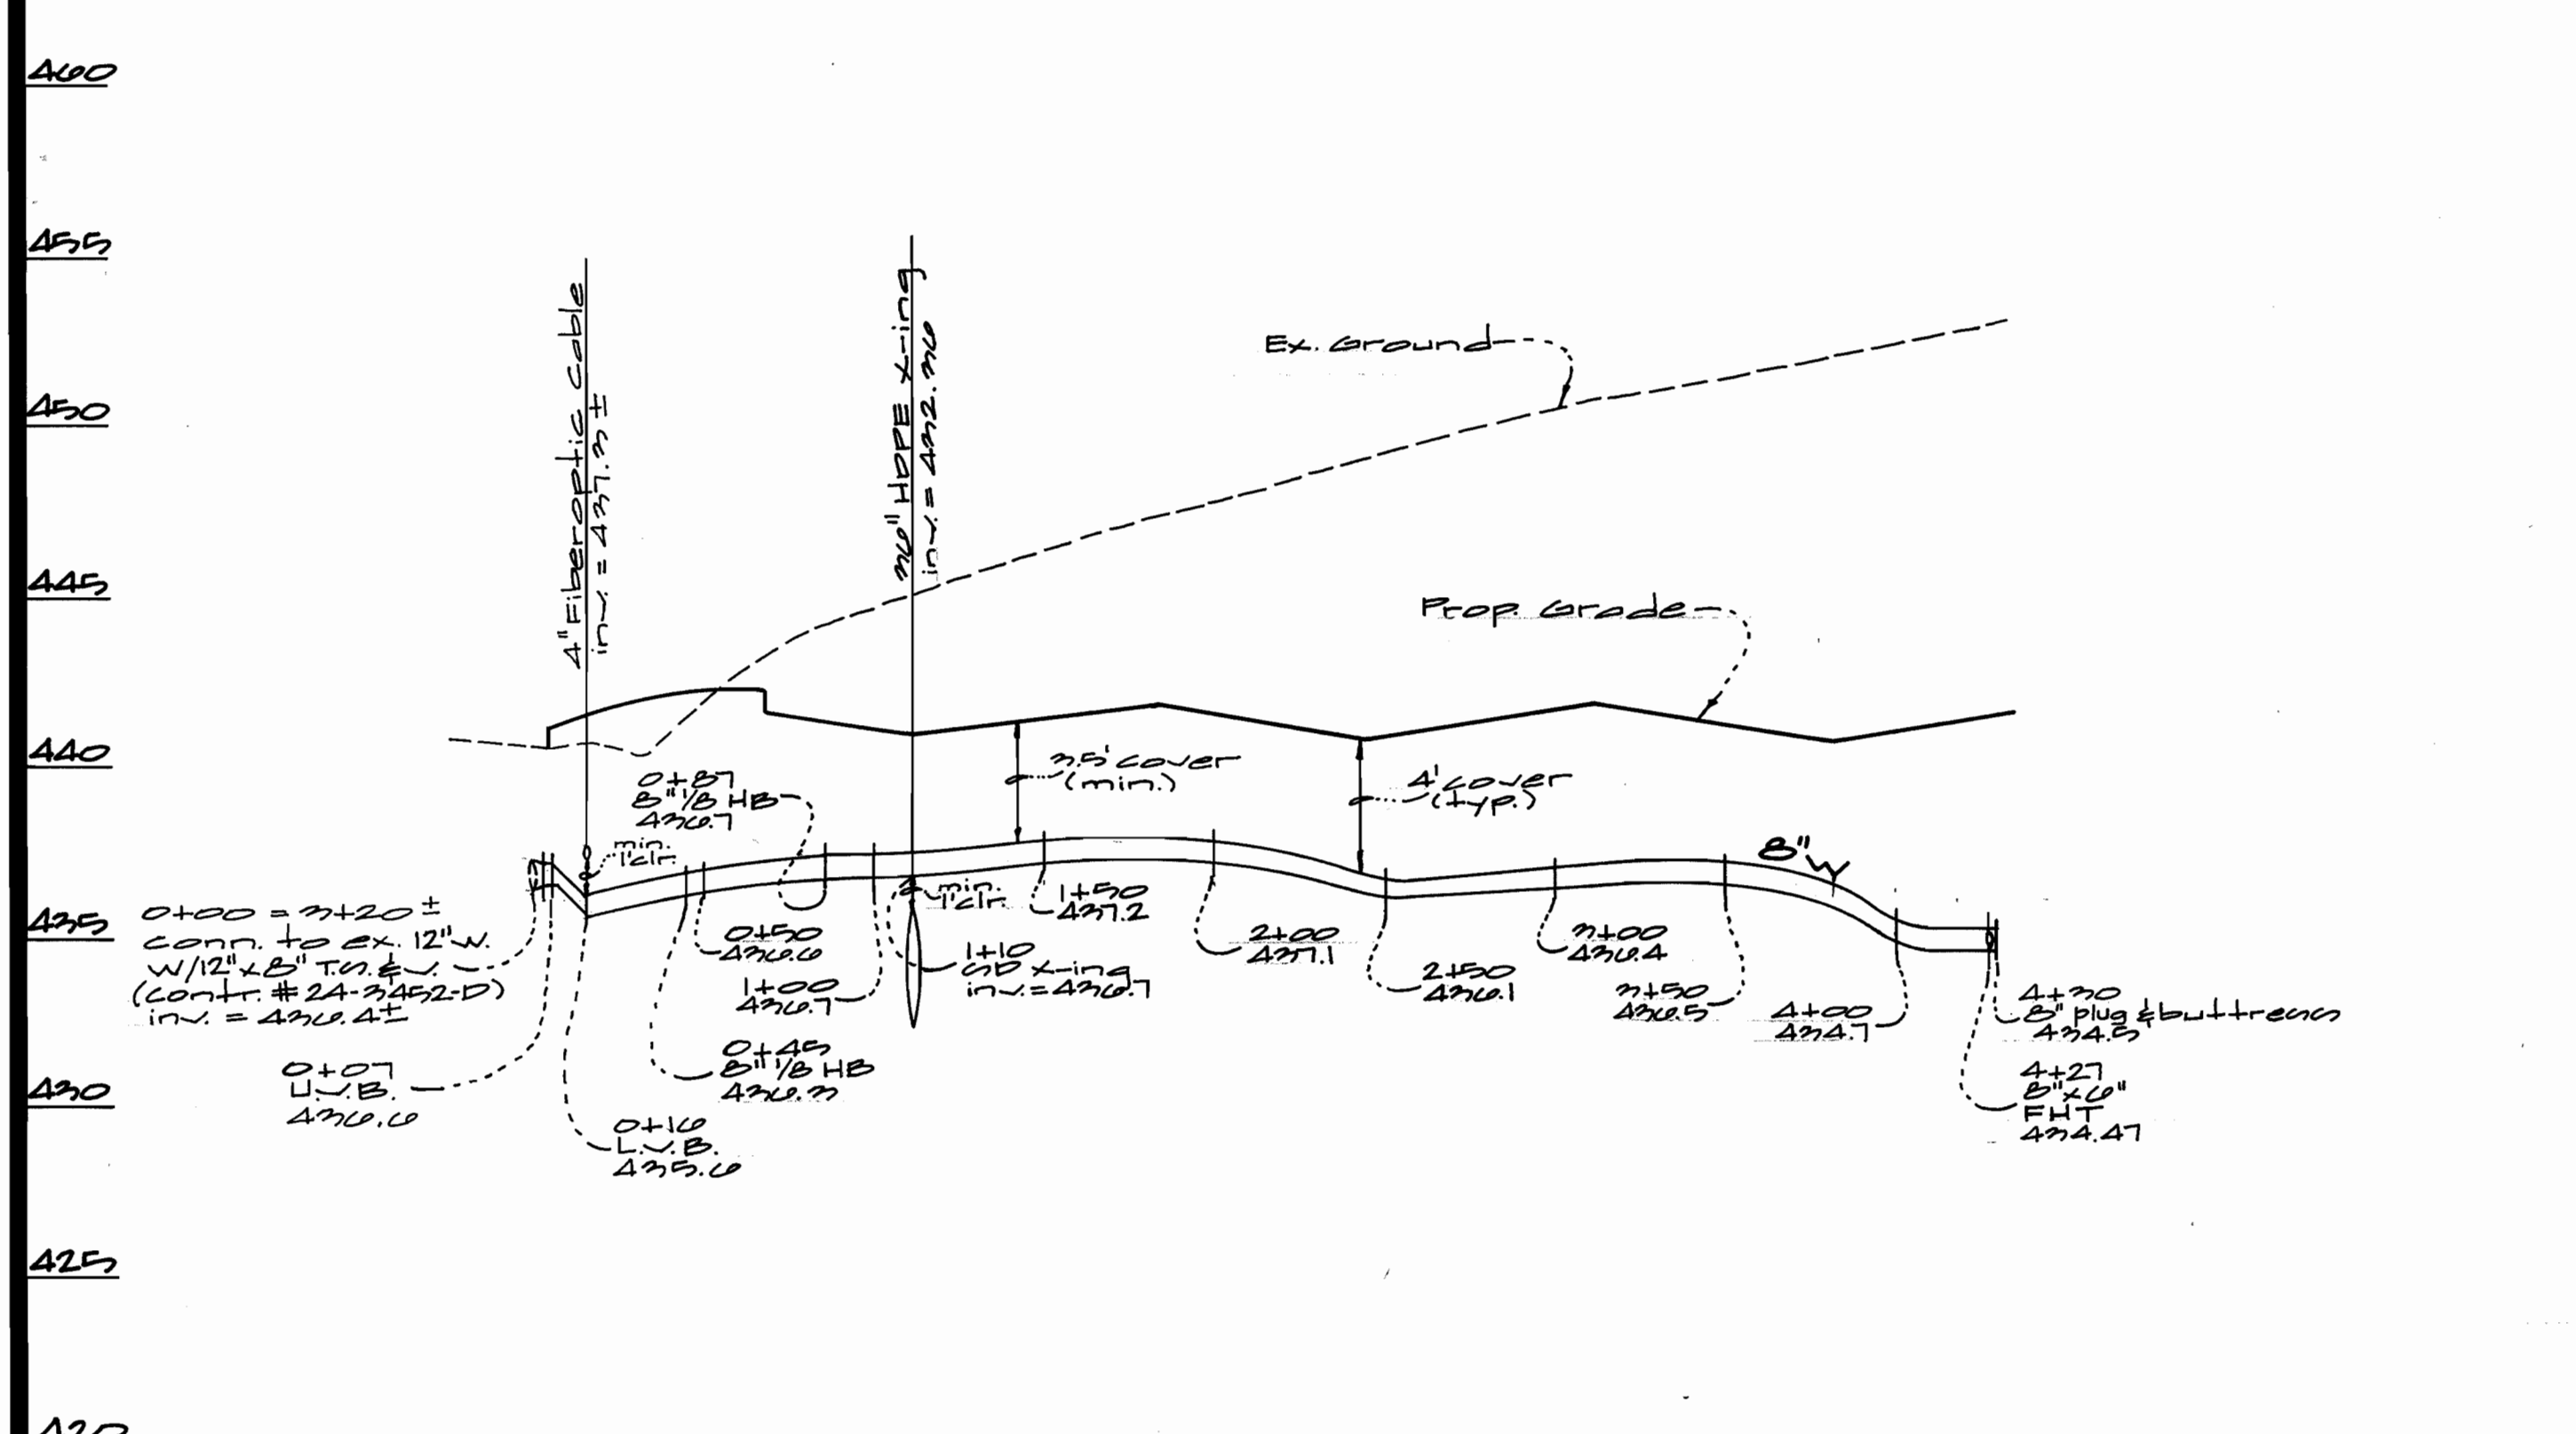 460
455
450
445
440
435
430
425
420
4" Fiberoptic Cable
inv. = 437.3 ±
36" HDPE X-ing
inv. = 432.36
Ex. Ground
Prop. Grade
3.5' cover
(min.)
4' cover
(typ.)
8" W
0+87
8" 1/8 HB
436.7
min.
1' clr.
min.
1' clr.
0+00 = 3+20 ±
conn. to ex. 12" W.
W/12" x 8" T.S. & V.
(contr. # 24-3452-D)
inv. = 436.4±
0+07
U.V.B.
436.6
0+16
L.V.B.
435.6
0+45
8" 1/8 HB
436.3
0+50
436.6
1+00
436.7
1+10
SD X-ing
inv. = 436.7
1+50
437.2
2+00
437.1
2+50
436.1
3+00
436.4
3+50
436.5
4+00
434.7
4+30
8" plug & buttress
434.5
4+27
8" x 6"
FHT
434.47